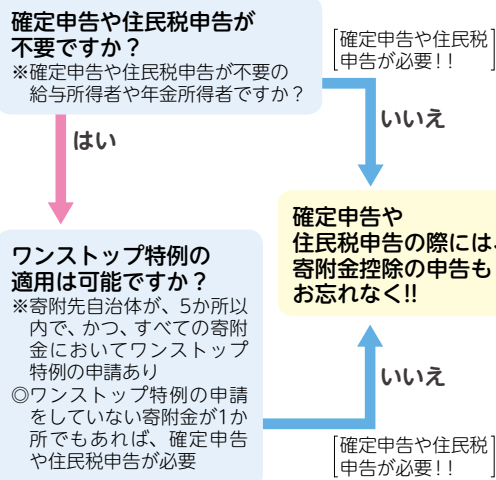 確定申告や住民税申告が
不要ですか?
※確定申告や住民税申告が不要の
給与所得者や年金所得者ですか?
確定申告や住民税
申告が必要!!
いいえ
はい
確定申告や
住民税申告の際には、
寄附金控除の申告も
お忘れなく!!
ワンストップ特例の
適用は可能ですか?
※寄附先自治体が、5か所以
内で、かつ、すべての寄附
金においてワンストップ
特例の申請あり
◎ワンストップ特例の申請
をしていない寄附金が1か
所でもあれば、確定申告
や住民税申告が必要
いいえ
確定申告や住民税
申告が必要!!